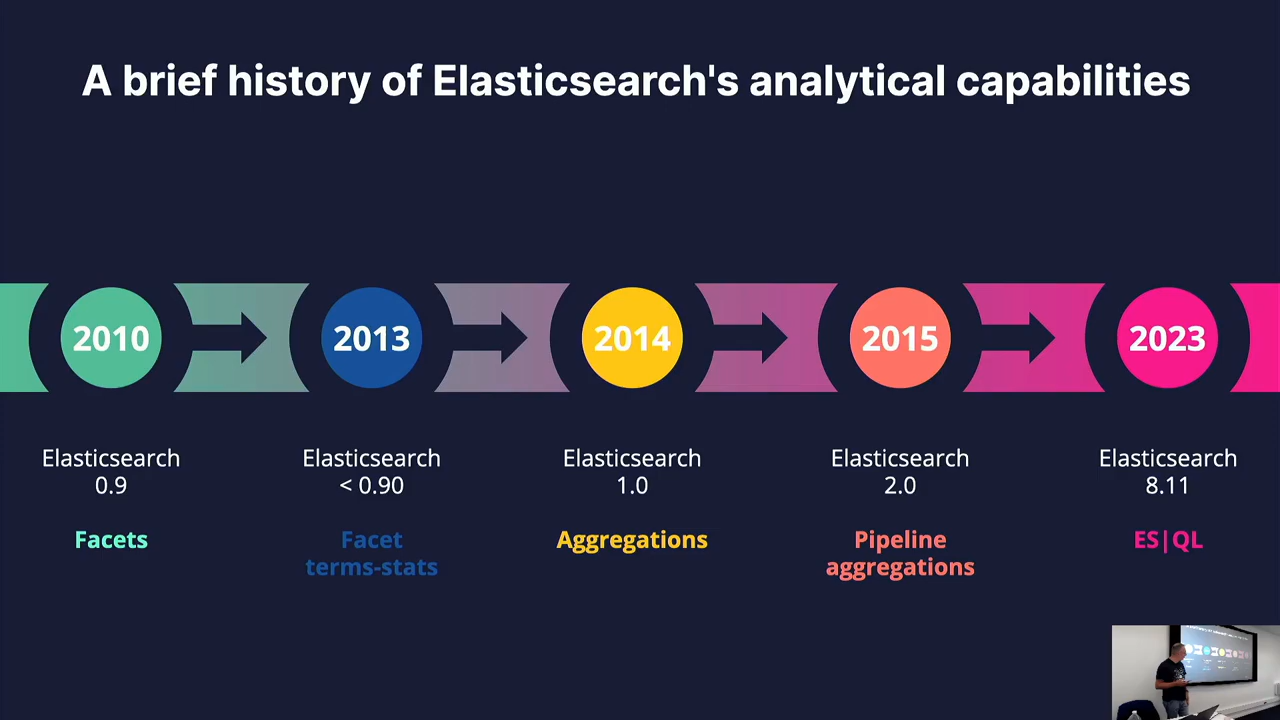 A brief history of Elasticsearch's analytical capabilities
2010
2013
2014
2015
2023
Elasticsearch
0.9
Facets
Elasticsearch
< 0.90
Facet
terms-stats
Elasticsearch
1.0
Aggregations
Elasticsearch
2.0
Pipeline
aggregations
Elasticsearch
8.11
ES|QL